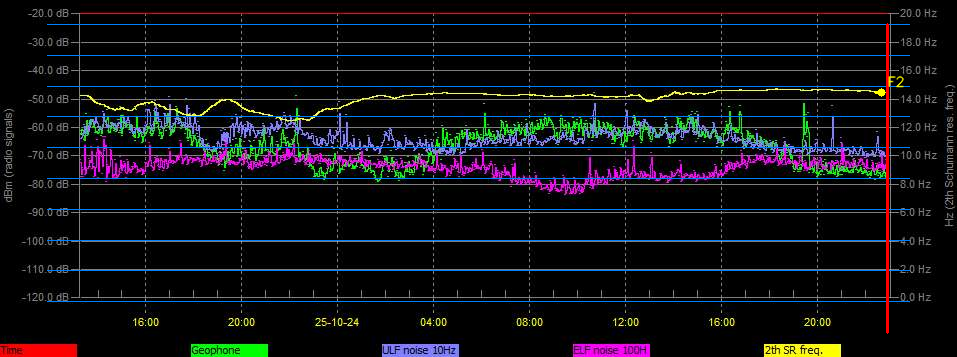 -20.0 dB 20.0 Hz
-30.0 dB 18.0 Hz
-40.0 dB 16.0 Hz
F2
-50.0 dB 14.0 Hz
-60.0 dB 12.0 Hz
-70.0 dB 10.0 Hz
-80.0 dB 8.0 Hz
-90.0 dB 6.0 Hz
-100.0 dB 4.0 Hz
-110.0 dB 2.0 Hz
-120.0 dB 0.0 Hz
dBm (radio signals)
Hz (2th Schumann res. freq.)
16:00 20:00 25-10-24 04:00 08:00 12:00 16:00 20:00
Time Geophone ULF noise 10Hz ELF noise 100H 2th SR freq.